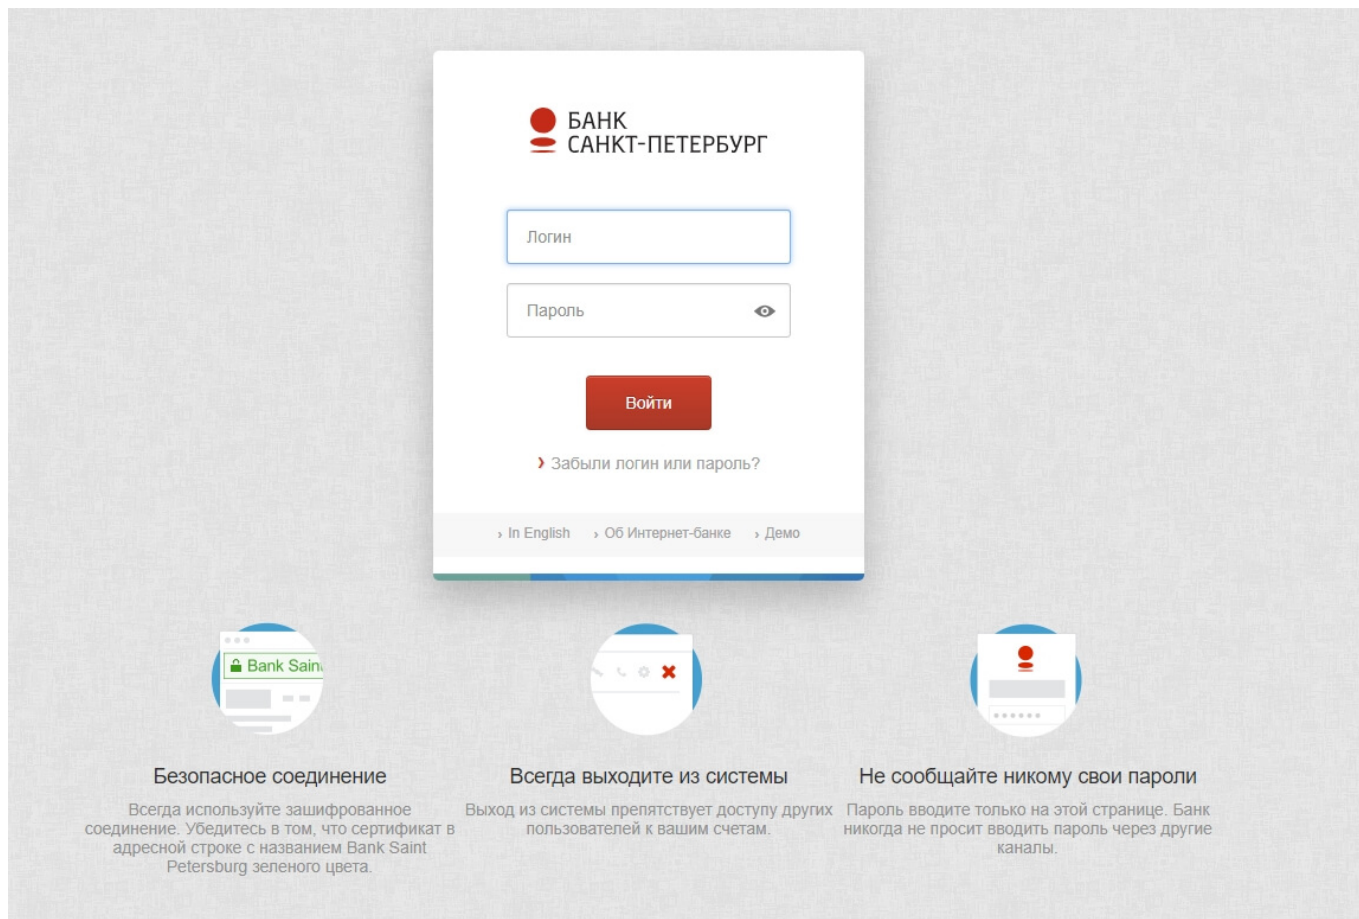 БАНК
САНКТ-ПЕТЕРБУРГ
Логин
Пароль
Войти
Забыли логин или пароль?
› In English › Об Интернет-банке › Демо
Bank Sain
Безопасное соединение
Всегда используйте зашифрованное
соединение. Убедитесь в том, что сертификат в
адресной строке с названием Bank Saint
Petersburg зеленого цвета.
Всегда выходите из системы
Выход из системы препятствует доступу других
пользователей к вашим счетам.
Не сообщайте никому свои пароли
Пароль вводите только на этой странице. Банк
никогда не просит вводить пароль через другие
каналы.